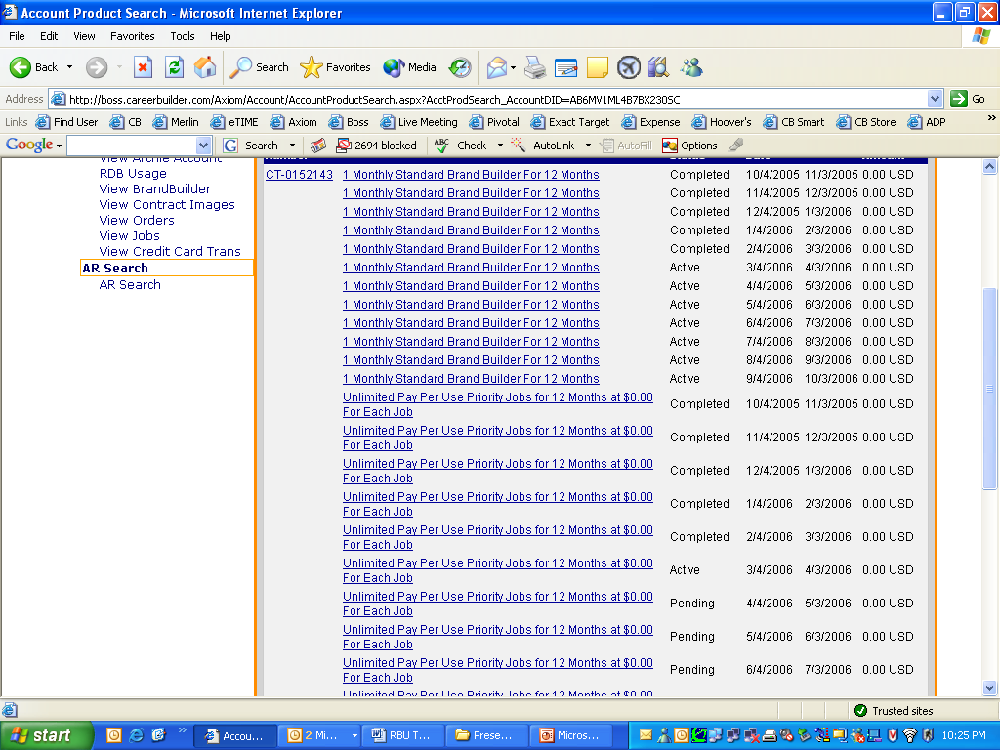 Account Product Search - Microsoft Internet Explorer
File Edit View Favorites Tools Help
Back Search Favorites Media
Address http://boss.careerbuilder.com/Axiom/Account/AccountProductSearch.aspx?AcctProdSearch_AccountDID=AB6MV1ML4B7BX230SC Go
Links Find User CB Merlin eTIME Axiom Boss Live Meeting Pivotal Exact Target Expense Hoover's CB Smart CB Store ADP »
Google G Search 2694 blocked ABC Check AutoLink AutoFill Options
View Archie Account
RDB Usage
View BrandBuilder
View Contract Images
View Orders
View Jobs
View Credit Card Trans
AR Search
AR Search
CT-0152143 1 Monthly Standard Brand Builder For 12 Months Completed 10/4/2005 11/3/2005 0.00 USD
1 Monthly Standard Brand Builder For 12 Months Completed 11/4/2005 12/3/2005 0.00 USD
1 Monthly Standard Brand Builder For 12 Months Completed 12/4/2005 1/3/2006 0.00 USD
1 Monthly Standard Brand Builder For 12 Months Completed 1/4/2006 2/3/2006 0.00 USD
1 Monthly Standard Brand Builder For 12 Months Completed 2/4/2006 3/3/2006 0.00 USD
1 Monthly Standard Brand Builder For 12 Months Active 3/4/2006 4/3/2006 0.00 USD
1 Monthly Standard Brand Builder For 12 Months Active 4/4/2006 5/3/2006 0.00 USD
1 Monthly Standard Brand Builder For 12 Months Active 5/4/2006 6/3/2006 0.00 USD
1 Monthly Standard Brand Builder For 12 Months Active 6/4/2006 7/3/2006 0.00 USD
1 Monthly Standard Brand Builder For 12 Months Active 7/4/2006 8/3/2006 0.00 USD
1 Monthly Standard Brand Builder For 12 Months Active 8/4/2006 9/3/2006 0.00 USD
1 Monthly Standard Brand Builder For 12 Months Active 9/4/2006 10/3/2006 0.00 USD
Unlimited Pay Per Use Priority Jobs for 12 Months at $0.00
For Each Job Completed 10/4/2005 11/3/2005 0.00 USD
Unlimited Pay Per Use Priority Jobs for 12 Months at $0.00
For Each Job Completed 11/4/2005 12/3/2005 0.00 USD
Unlimited Pay Per Use Priority Jobs for 12 Months at $0.00
For Each Job Completed 12/4/2005 1/3/2006 0.00 USD
Unlimited Pay Per Use Priority Jobs for 12 Months at $0.00
For Each Job Completed 1/4/2006 2/3/2006 0.00 USD
Unlimited Pay Per Use Priority Jobs for 12 Months at $0.00
For Each Job Completed 2/4/2006 3/3/2006 0.00 USD
Unlimited Pay Per Use Priority Jobs for 12 Months at $0.00
For Each Job Active 3/4/2006 4/3/2006 0.00 USD
Unlimited Pay Per Use Priority Jobs for 12 Months at $0.00
For Each Job Pending 4/4/2006 5/3/2006 0.00 USD
Unlimited Pay Per Use Priority Jobs for 12 Months at $0.00
For Each Job Pending 5/4/2006 6/3/2006 0.00 USD
Unlimited Pay Per Use Priority Jobs for 12 Months at $0.00
For Each Job Pending 6/4/2006 7/3/2006 0.00 USD
Unlimited Pay Per Use Priority Jobs for 12 Months at $0.00
Trusted sites
start » Accou... 2 Mi... RBU T... Prese... Micros... 10:25 PM